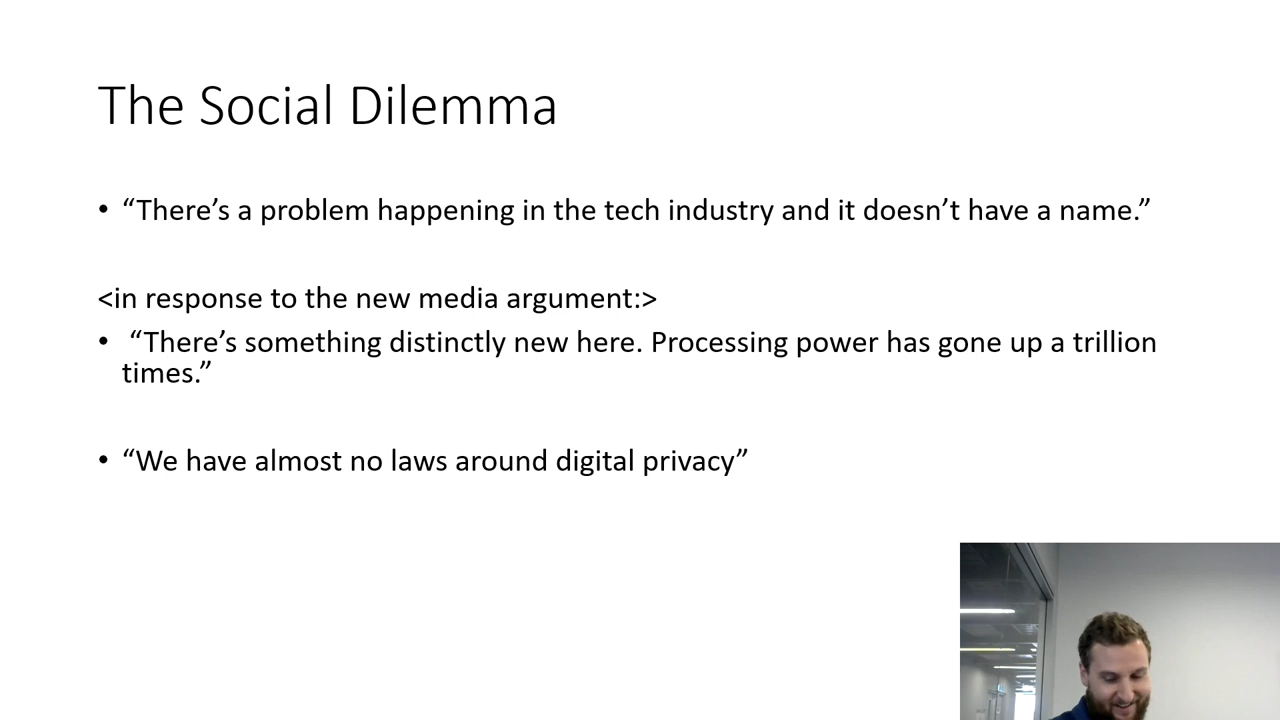 The Social Dilemma
• “There’s a problem happening in the tech industry and it doesn’t have a name.”
<in response to the new media argument:>
• “There’s something distinctly new here. Processing power has gone up a trillion
times.”
• “We have almost no laws around digital privacy”